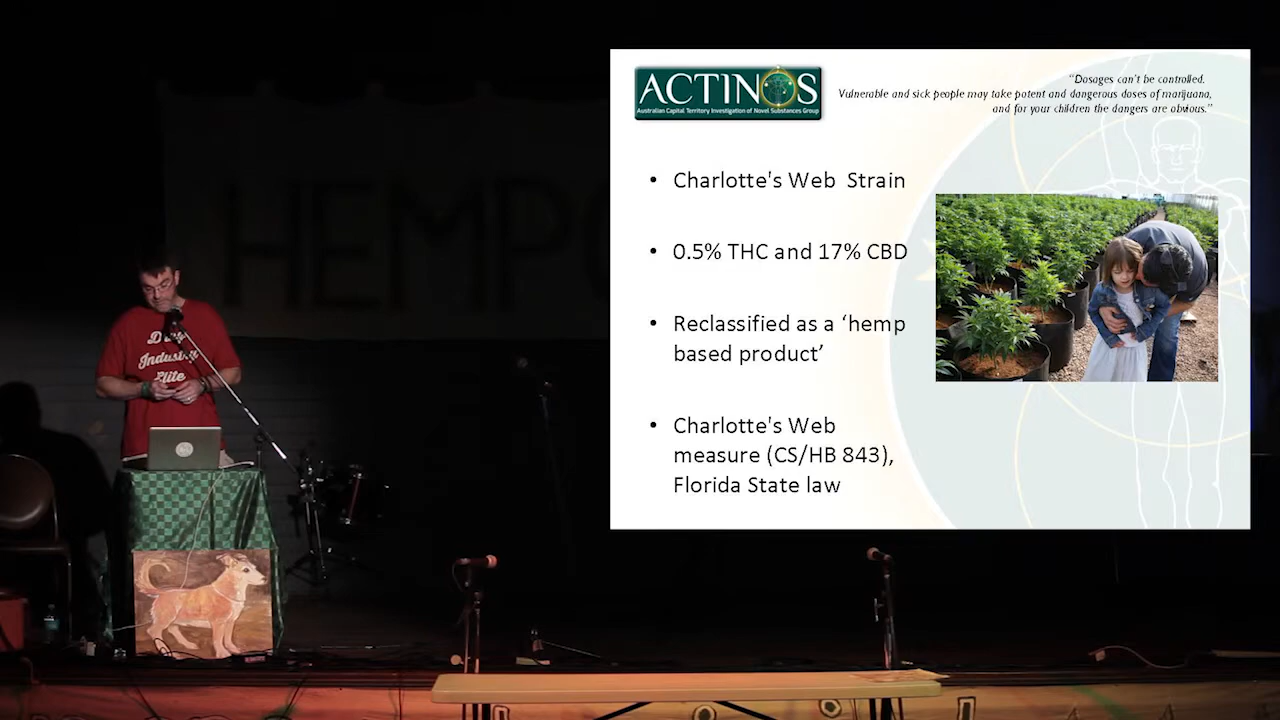 ACTINOS
Australian Capital Territory Investigation of Novel Substances Group
"Dosages can't be controlled.
Vulnerable and sick people may take potent and dangerous doses of marijuana,
and for your children the dangers are obvious."
• Charlotte's Web Strain
• 0.5% THC and 17% CBD
• Reclassified as a ‘hemp
based product’
• Charlotte's Web
measure (CS/HB 843),
Florida State law
HEMP
Industry